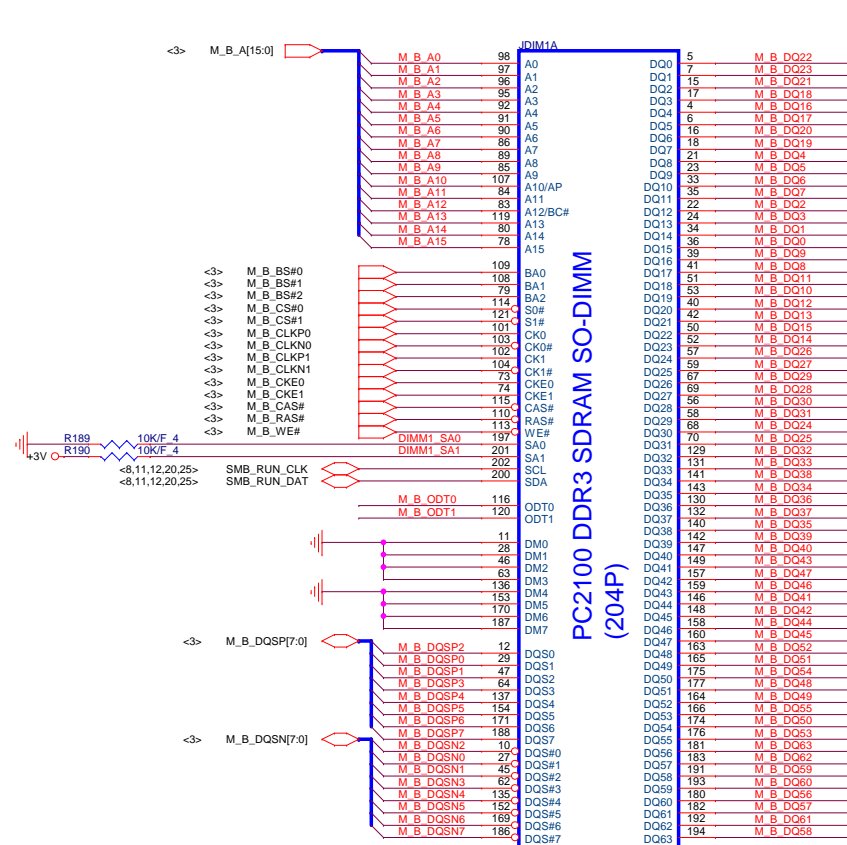 JDIM1A
<3> M_B_A[15:0]
M_B_A0 98 A0 DQ0 5 M_B_DQ22
M_B_A1 97 A1 DQ1 7 M_B_DQ23
M_B_A2 96 A2 DQ2 15 M_B_DQ21
M_B_A3 95 A3 DQ3 17 M_B_DQ18
M_B_A4 92 A4 DQ4 4 M_B_DQ16
M_B_A5 91 A5 DQ5 6 M_B_DQ17
M_B_A6 90 A6 DQ6 16 M_B_DQ20
M_B_A7 86 A7 DQ7 18 M_B_DQ19
M_B_A8 89 A8 DQ8 21 M_B_DQ4
M_B_A9 85 A9 DQ9 23 M_B_DQ5
M_B_A10 107 A10/AP DQ10 33 M_B_DQ6
M_B_A11 84 A11 DQ11 35 M_B_DQ7
M_B_A12 83 A12/BC# DQ12 22 M_B_DQ2
M_B_A13 119 A13 DQ13 24 M_B_DQ3
M_B_A14 80 A14 DQ14 34 M_B_DQ1
M_B_A15 78 A15 DQ15 36 M_B_DQ0
DQ16 39 M_B_DQ9
<3> M_B_BS#0 109 BA0 DQ17 41 M_B_DQ8
<3> M_B_BS#1 108 BA1 DQ18 51 M_B_DQ11
<3> M_B_BS#2 79 BA2 DQ19 53 M_B_DQ10
<3> M_B_CS#0 114 S0# DQ20 40 M_B_DQ12
<3> M_B_CS#1 121 S1# DQ21 42 M_B_DQ13
<3> M_B_CLKP0 101 CK0 DQ22 50 M_B_DQ15
<3> M_B_CLKN0 103 CK0# DQ23 52 M_B_DQ14
<3> M_B_CLKP1 102 CK1 DQ24 57 M_B_DQ26
<3> M_B_CLKN1 104 CK1# DQ25 59 M_B_DQ27
<3> M_B_CKE0 73 CKE0 DQ26 67 M_B_DQ29
<3> M_B_CKE1 74 CKE1 DQ27 69 M_B_DQ28
<3> M_B_CAS# 115 CAS# DQ28 56 M_B_DQ30
<3> M_B_RAS# 110 RAS# DQ29 58 M_B_DQ31
<3> M_B_WE# 113 WE# DQ30 68 M_B_DQ24
R189 10K/F_4 DIMM1_SA0 197 SA0 DQ31 70 M_B_DQ25
+3V R190 10K/F_4 DIMM1_SA1 201 SA1 DQ32 129 M_B_DQ32
<8,11,12,20,25> SMB_RUN_CLK 202 SCL DQ33 131 M_B_DQ33
<8,11,12,20,25> SMB_RUN_DAT 200 SDA DQ34 141 M_B_DQ38
DQ35 143 M_B_DQ34
M_B_ODT0 116 ODT0 DQ36 130 M_B_DQ36
M_B_ODT1 120 ODT1 DQ37 132 M_B_DQ37
DQ38 140 M_B_DQ35
11 DM0 DQ39 142 M_B_DQ39
28 DM1 DQ40 147 M_B_DQ40
46 DM2 DQ41 149 M_B_DQ43
63 DM3 DQ42 157 M_B_DQ47
136 DM4 DQ43 159 M_B_DQ46
153 DM5 DQ44 146 M_B_DQ41
170 DM6 DQ45 148 M_B_DQ42
187 DM7 DQ46 158 M_B_DQ44
DQ47 160 M_B_DQ45
PC2100 DDR3 SDRAM SO-DIMM
(204P)
<3> M_B_DQSP[7:0]
M_B_DQSP2 12 DQS0 DQ48 163 M_B_DQ52
M_B_DQSP0 29 DQS1 DQ49 165 M_B_DQ51
M_B_DQSP1 47 DQS2 DQ50 175 M_B_DQ54
M_B_DQSP3 64 DQS3 DQ51 177 M_B_DQ48
M_B_DQSP4 137 DQS4 DQ52 164 M_B_DQ49
M_B_DQSP5 154 DQS5 DQ53 166 M_B_DQ55
M_B_DQSP6 171 DQS6 DQ54 174 M_B_DQ50
M_B_DQSP7 188 DQS7 DQ55 176 M_B_DQ53
<3> M_B_DQSN[7:0]
M_B_DQSN2 10 DQS#0 DQ56 181 M_B_DQ63
M_B_DQSN0 27 DQS#1 DQ57 183 M_B_DQ62
M_B_DQSN1 45 DQS#2 DQ58 191 M_B_DQ59
M_B_DQSN3 62 DQS#3 DQ59 193 M_B_DQ60
M_B_DQSN4 135 DQS#4 DQ60 180 M_B_DQ56
M_B_DQSN5 152 DQS#5 DQ61 182 M_B_DQ57
M_B_DQSN6 169 DQS#6 DQ62 192 M_B_DQ61
M_B_DQSN7 186 DQS#7 DQ63 194 M_B_DQ58